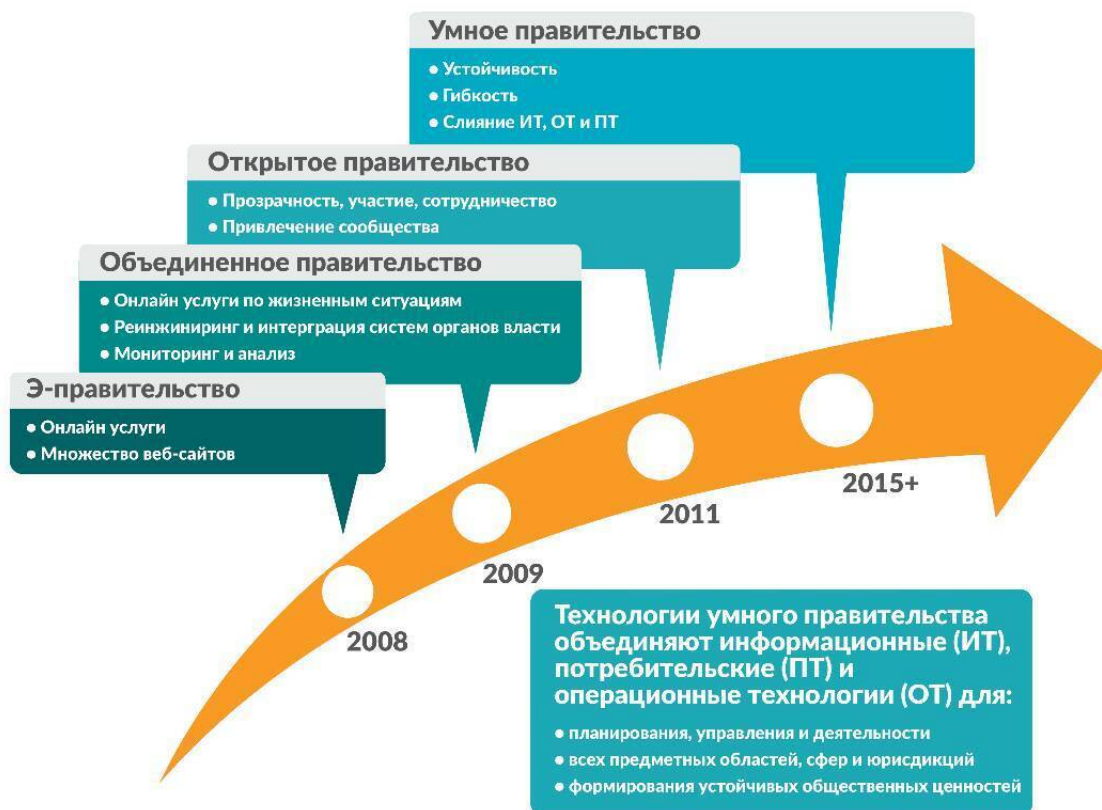 Умное правительство
• Устойчивость
• Гибкость
• Слияние ИТ, ОТ и ПТ
Открытое правительство
• Прозрачность, участие, сотрудничество
• Привлечение сообщества
Объединенное правительство
• Онлайн услуги по жизненным ситуациям
• Реинжиниринг и интерграция систем органов власти
• Мониторинг и анализ
Э-правительство
• Онлайн услуги
• Множество веб-сайтов
2008
2009
2011
2015+
Технологии умного правительства
объединяют информационные (ИТ),
потребительские (ПТ) и
операционные технологии (ОТ) для:
• планирования, управления и деятельности
• всех предметных областей, сфер и юрисдикций
• формирования устойчивых общественных ценностей